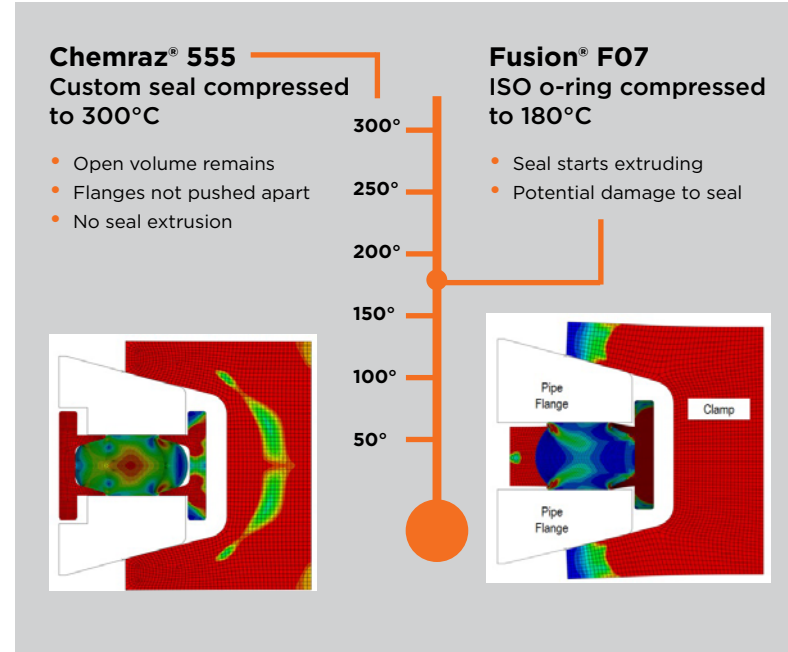 Chemraz® 555
Custom seal compressed
to 300°C
• Open volume remains
• Flanges not pushed apart
• No seal extrusion
Fusion® F07
ISO o-ring compressed
to 180°C
• Seal starts extruding
• Potential damage to seal
300°
250°
200°
150°
100°
50°
Pipe
Flange
Clamp
Pipe
Flange